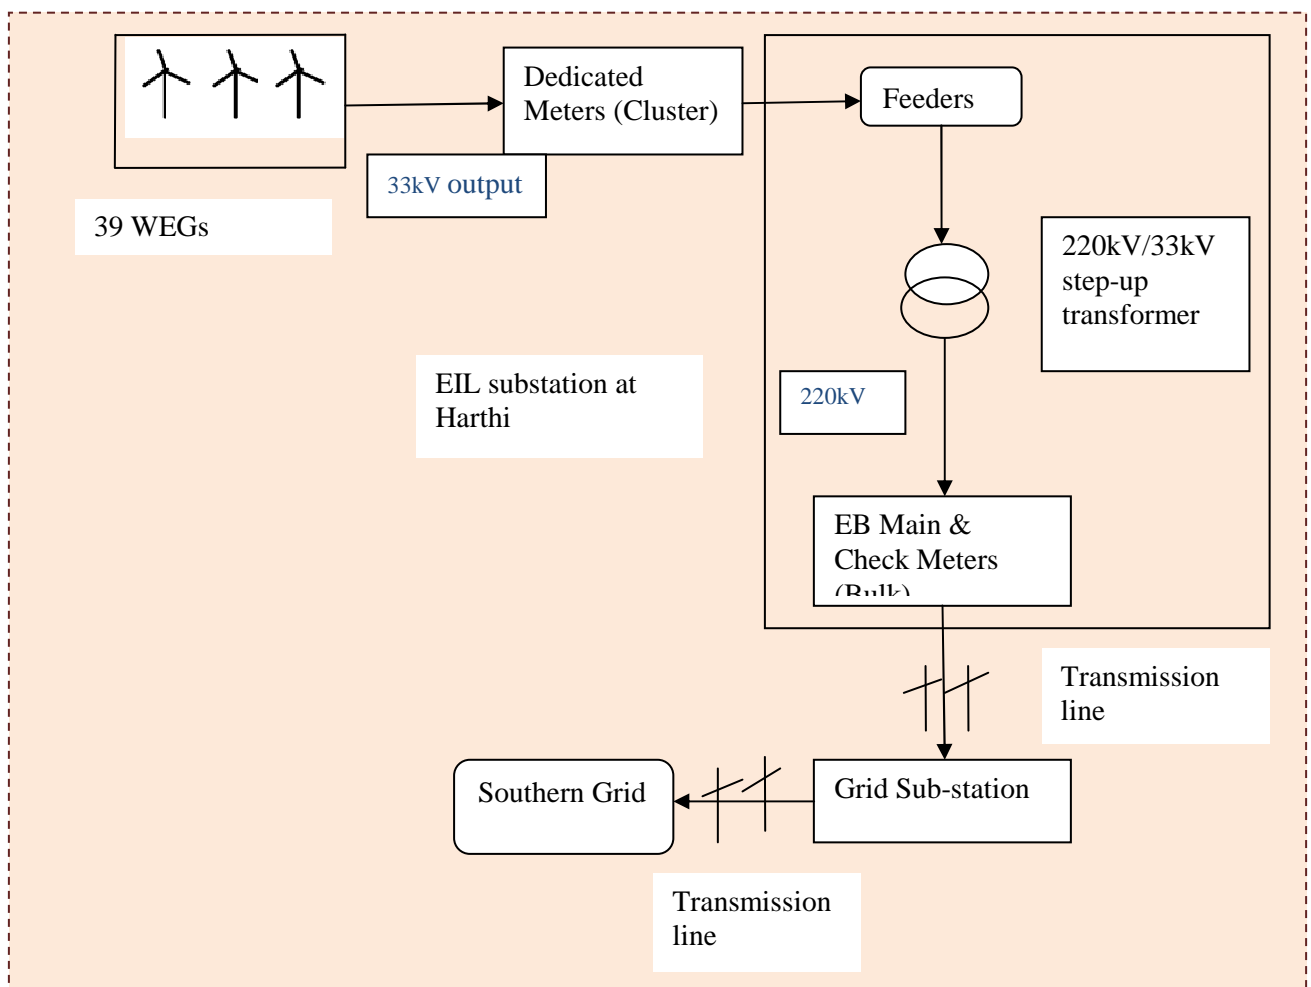 Dedicated
Meters (Cluster)
Feeders
33kV output
39 WEGs
220kV/33kV
step-up
transformer
EIL substation at
Harthi
220kV
EB Main &
Check Meters
(Bulk)
Transmission
line
Southern Grid
Grid Sub-station
Transmission
line